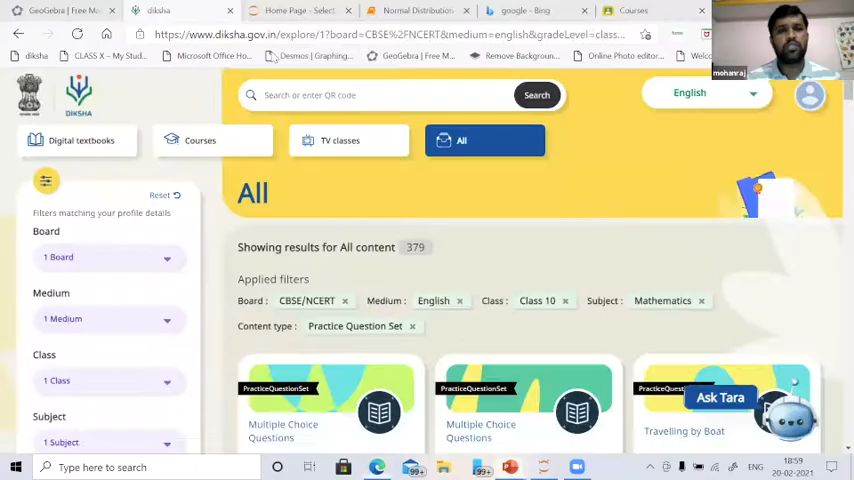 GeoGebra | Free M
diksha
Home Page - Select
Normal Distribution
google - Bing
Courses
https://www.diksha.gov.in/explore/1?board=CBSE%2FNCERT&medium=english&gradeLevel=class...
diksha
CLASS X – My Stud...
Microsoft Office Ho...
Desmos | Graphing...
GeoGebra | Free M...
Remove Background...
Online Photo editor...
Welc
mohanraj
DIKSHA
Search or enter QR code
Search
English
Digital textbooks
Courses
TV classes
All
All
Reset
Filters matching your profile details
Board
1 Board
Medium
1 Medium
Class
1 Class
Subject
1 Subject
Showing results for All content 379
Applied filters
Board : CBSE/NCERT × Medium : English × Class : Class 10 × Subject : Mathematics ×
Content type : Practice Question Set ×
PracticeQuestionSet
Multiple Choice
Questions
PracticeQuestionSet
Multiple Choice
Questions
PracticeQuest
Travelling by Boat
Ask Tara
Type here to search
99+
99+
ENG
18:59
20-02-2021